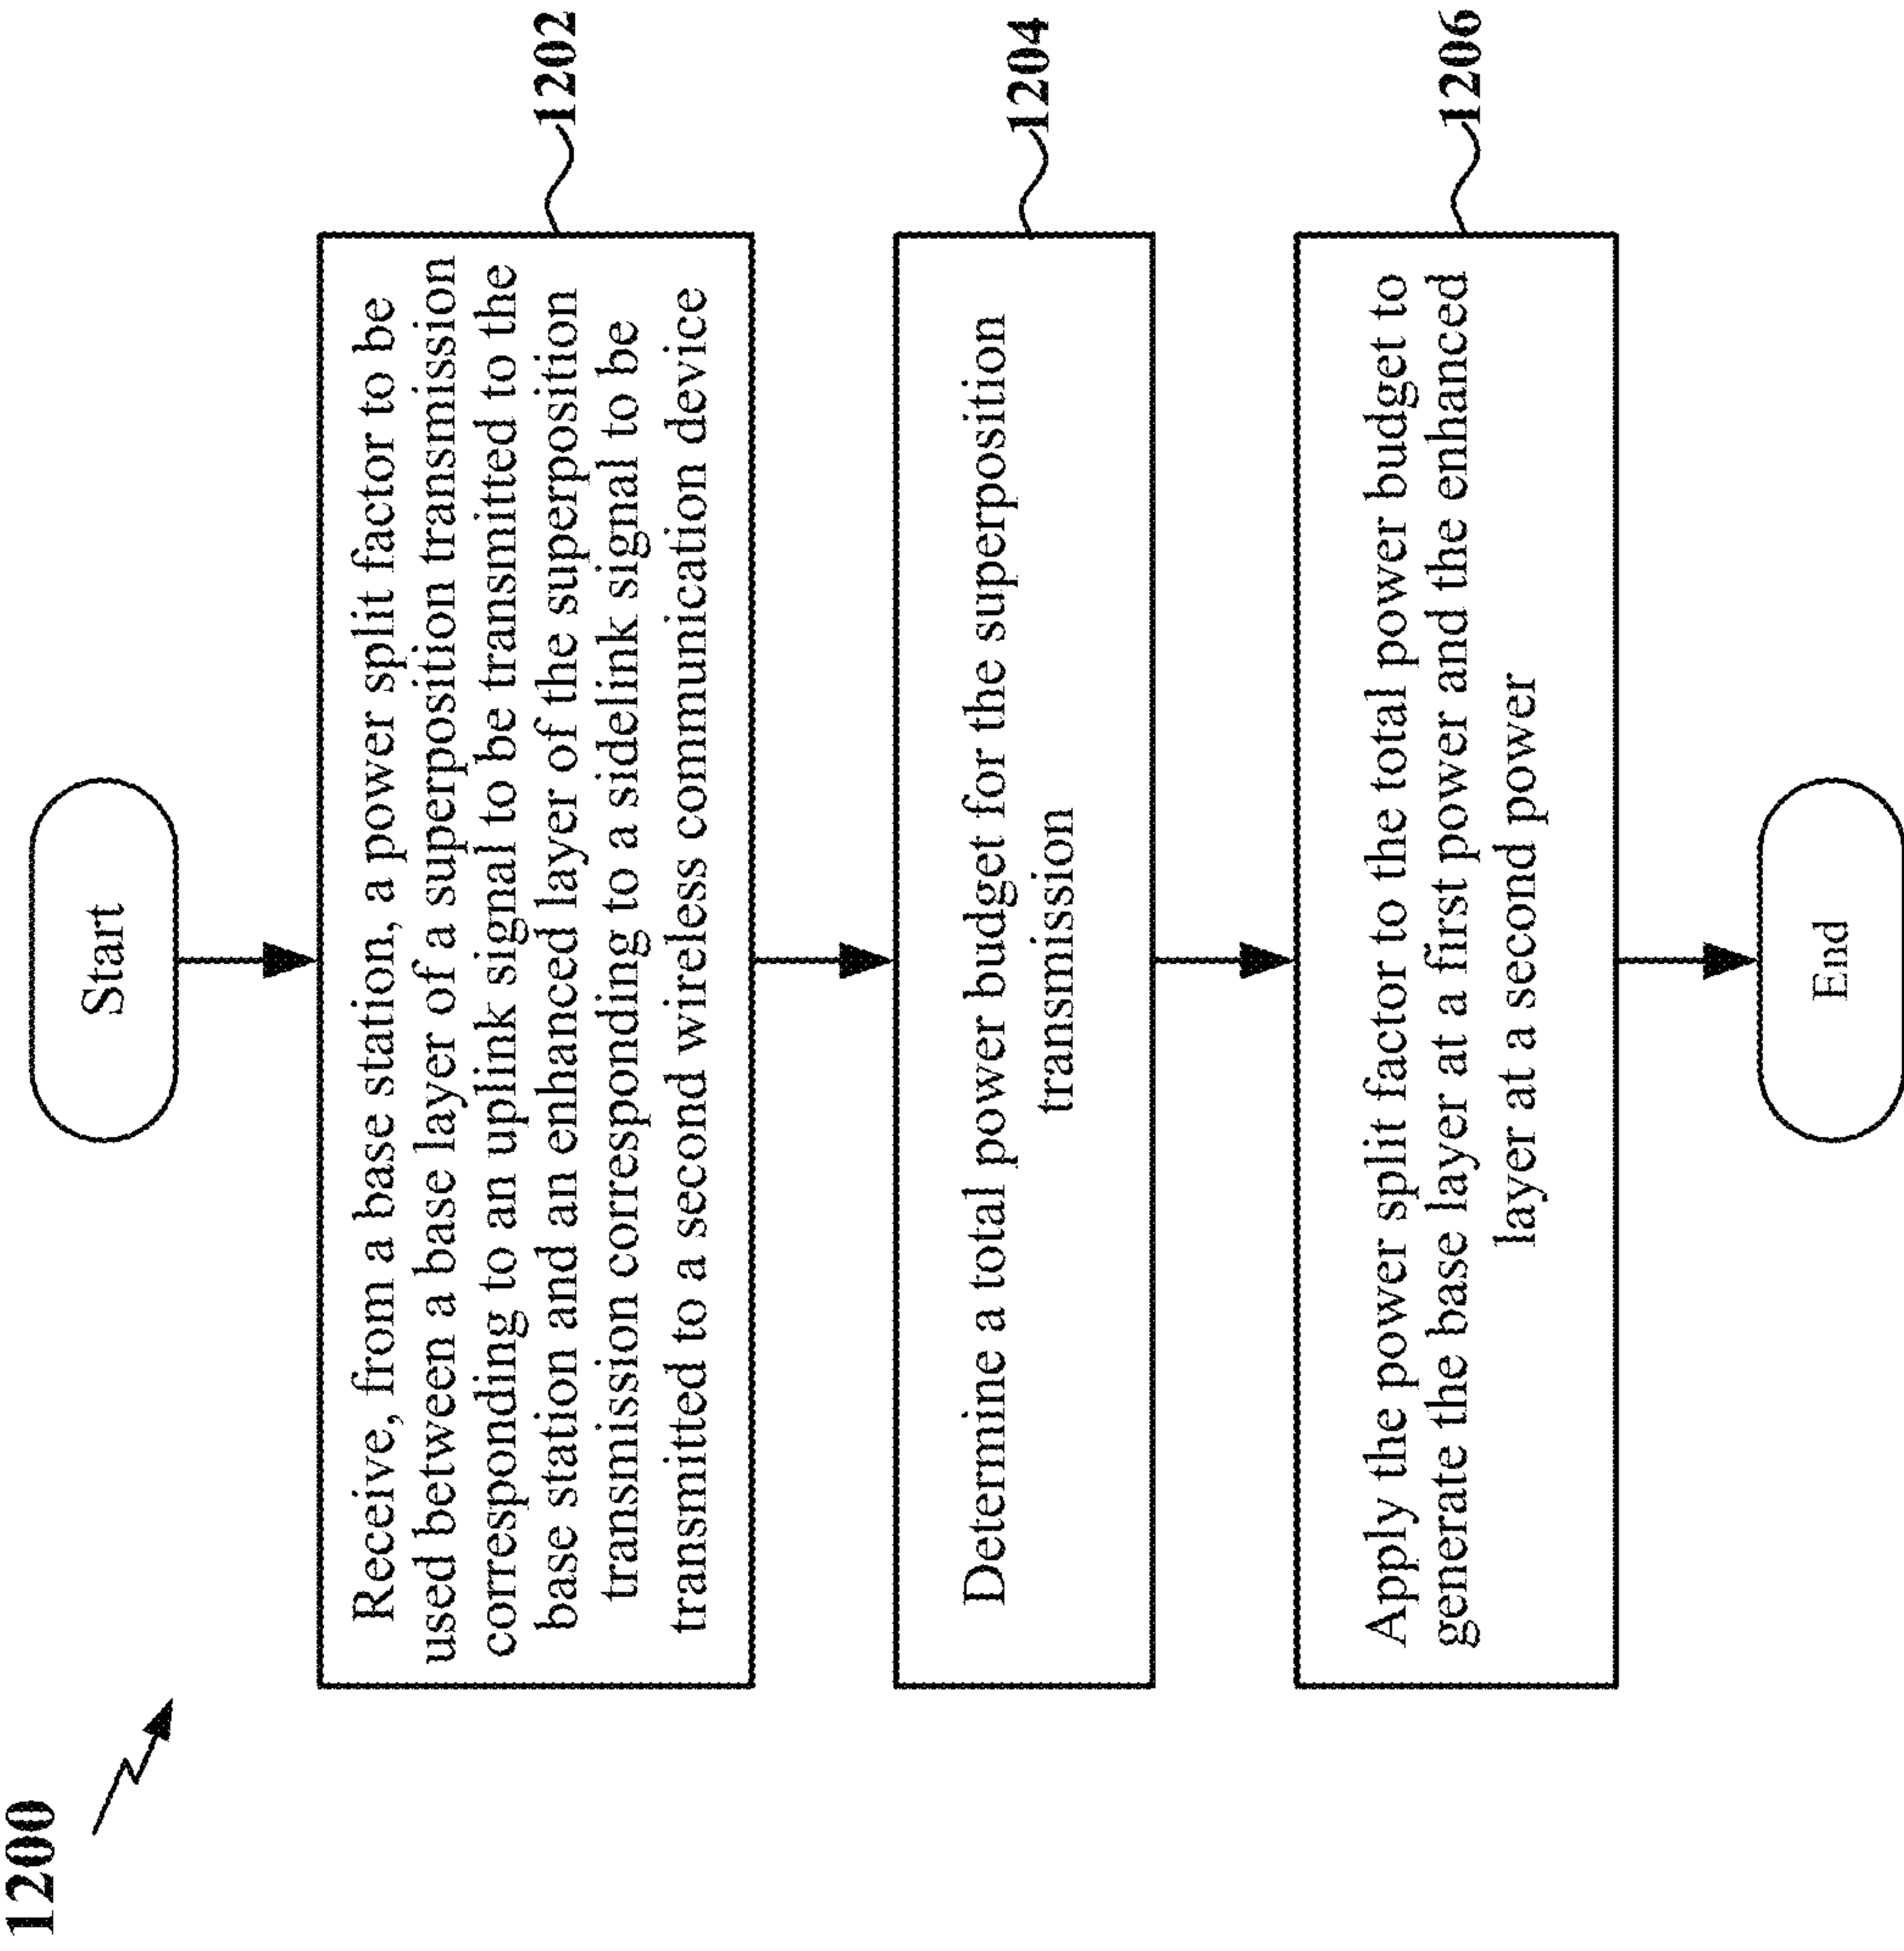 1200
Start
Receive, from a base station, a power split factor to be
used between a base layer of a superposition transmission
corresponding to an uplink signal to be transmitted to the
base station and an enhanced layer of the superposition
transmission corresponding to a sidelink signal to be
transmitted to a second wireless communication device
1202
Determine a total power budget for the superposition
transmission
1204
Apply the power split factor to the total power budget to
generate the base layer at a first power and the enhanced
layer at a second power
1206
End